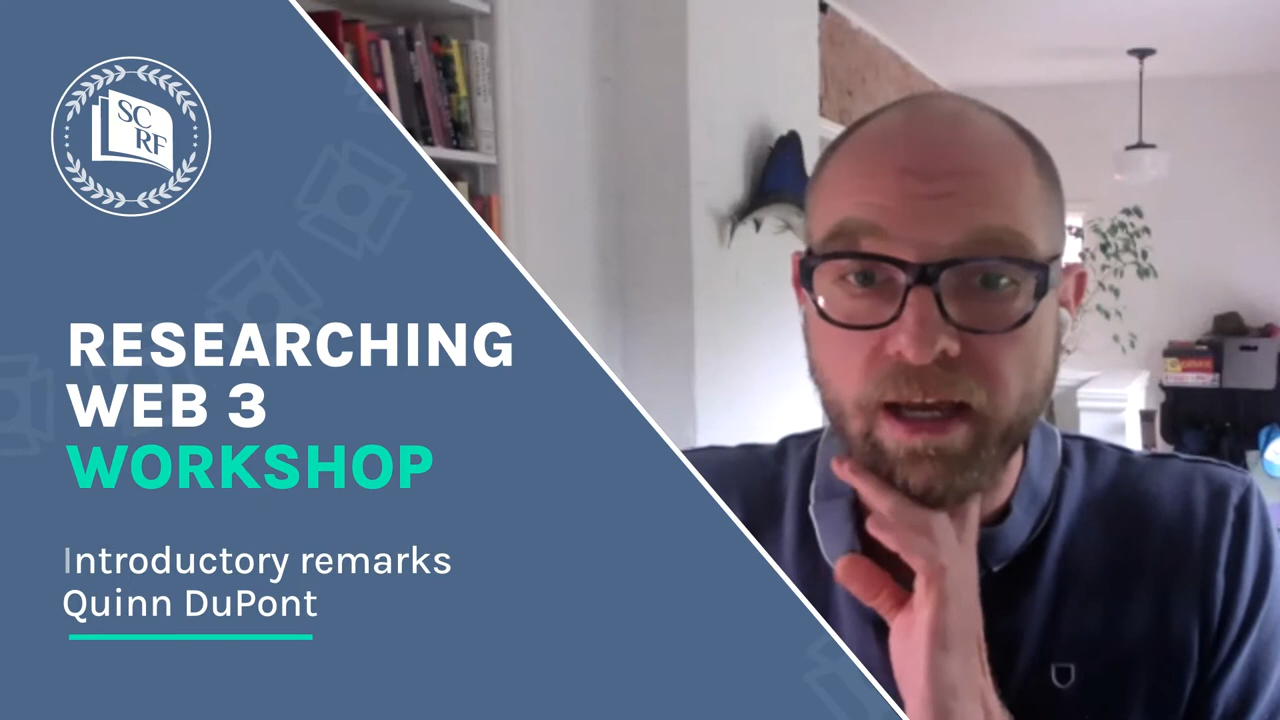 SC
RF
RESEARCHING
WEB 3
WORKSHOP
Introductory remarks
Quinn DuPont